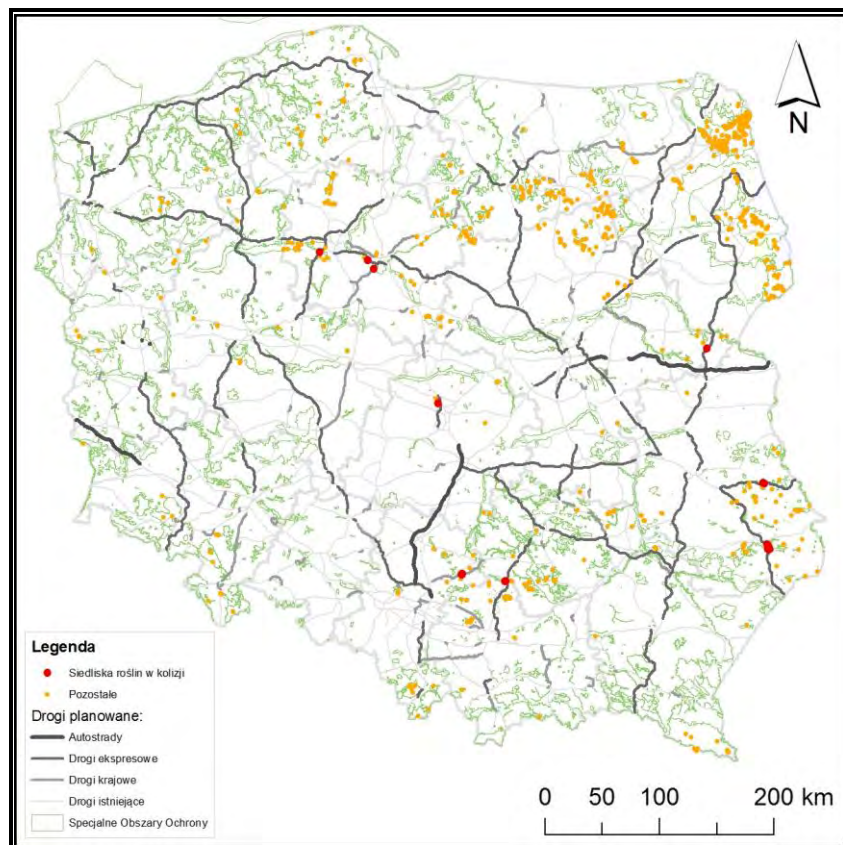 N
Legenda
Siedliska roślin w kolizji
Pozostałe
Drogi planowane:
Autostrady
Drogi ekspresowe
Drogi krajowe
Drogi istniejące
Specjalne Obszary Ochrony
0 50 100 200 km